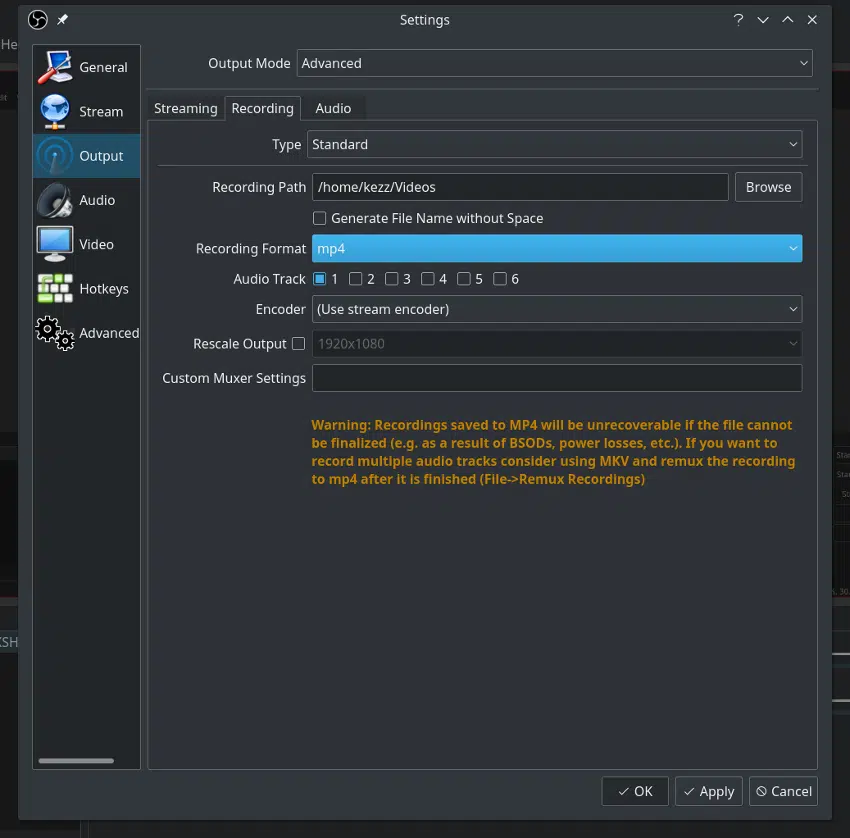 Settings
He
General
Stream
Output
Audio
Video
Hotkeys
Advanced
Output Mode Advanced
Streaming Recording Audio
Type Standard
Recording Path /home/kezz/Videos Browse
Generate File Name without Space
Recording Format mp4
Audio Track 1 2 3 4 5 6
Encoder (Use stream encoder)
Rescale Output 1920x1080
Custom Muxer Settings
Warning: Recordings saved to MP4 will be unrecoverable if the file cannot
be finalized (e.g. as a result of BSODs, power losses, etc.). If you want to
record multiple audio tracks consider using MKV and remux the recording
to mp4 after it is finished (File->Remux Recordings)
OK Apply Cancel